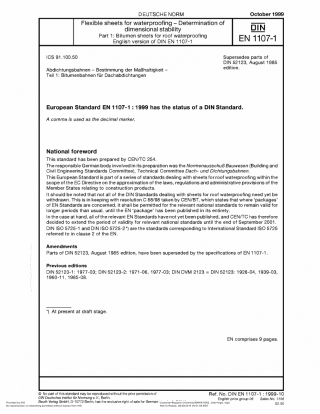 DEUTSCHE NORM
October 1999
Flexible sheets for waterproofing – Determination of
dimensional stability
Part 1: Bitumen sheets for roof waterproofing
English version of DIN EN 1107-1
DIN
EN 1107-1
ICS 91.100.50
Supersedes parts of
DIN 52123, August 1985
edition.
Abdichtungsbahnen – Bestimmung der Maßhaltigkeit –
Teil 1: Bitumenbahnen für Dachabdichtungen
European Standard EN 1107-1 : 1999 has the status of a DIN Standard.
A comma is used as the decimal marker.
National foreword
This standard has been prepared by CEN/TC 254.
The responsible German body involved in its preparation was the Normenausschuß Bauwesen (Building and
Civil Engineering Standards Committee), Technical Committee Dach- und Dichtungsbahnen.
This European Standard is part of a series of standards dealing with sheets for roof waterproofing within the
scope of the EC Directive on the approximation of the laws, regulations and administrative provisions of the
Member States relating to construction products.
It should be noted that not all of the DIN Standards dealing with sheets for roof waterproofing need yet be
withdrawn. This is in keeping with resolution C 88/98 taken by CEN/BT, which states that where 'packages'
of EN Standards are concerned, it shall be permitted for the relevant national standards to remain valid for
longer periods than usual, until the EN 'package' has been published in its entirety.
In the case at hand, all of the relevant EN Standards have not yet been published, and CEN/TC has therefore
decided to extend the period of validity for relevant national standards until the end of September 2001.
DIN ISO 5725-1 and DIN ISO 5725-2*) are the standards corresponding to International Standard ISO 5725
referred to in clause 2 of the EN.
Amendments
Parts of DIN 52123, August 1985 edition, have been superseded by the specifications of EN 1107-1.
Previous editions
DIN 52123-1: 1977-03; DIN 52123-2: 1971-06, 1977-03; DIN DVM 2123 = DIN 52123: 1928-04, 1939-03,
1960-11, 1985-08.
*) At present at draft stage.
EN comprises 9 pages.
© No part of this standard may be reproduced without the prior permission of
DIN Deutsches Institut für Normung e. V., Berlin.
Beuth Verlag GmbH, D-10772 Berlin, has the exclusive right of sale for German
Ref. No. DIN EN 1107-1 : 1999-10
English price group 08 Sales No. 1108